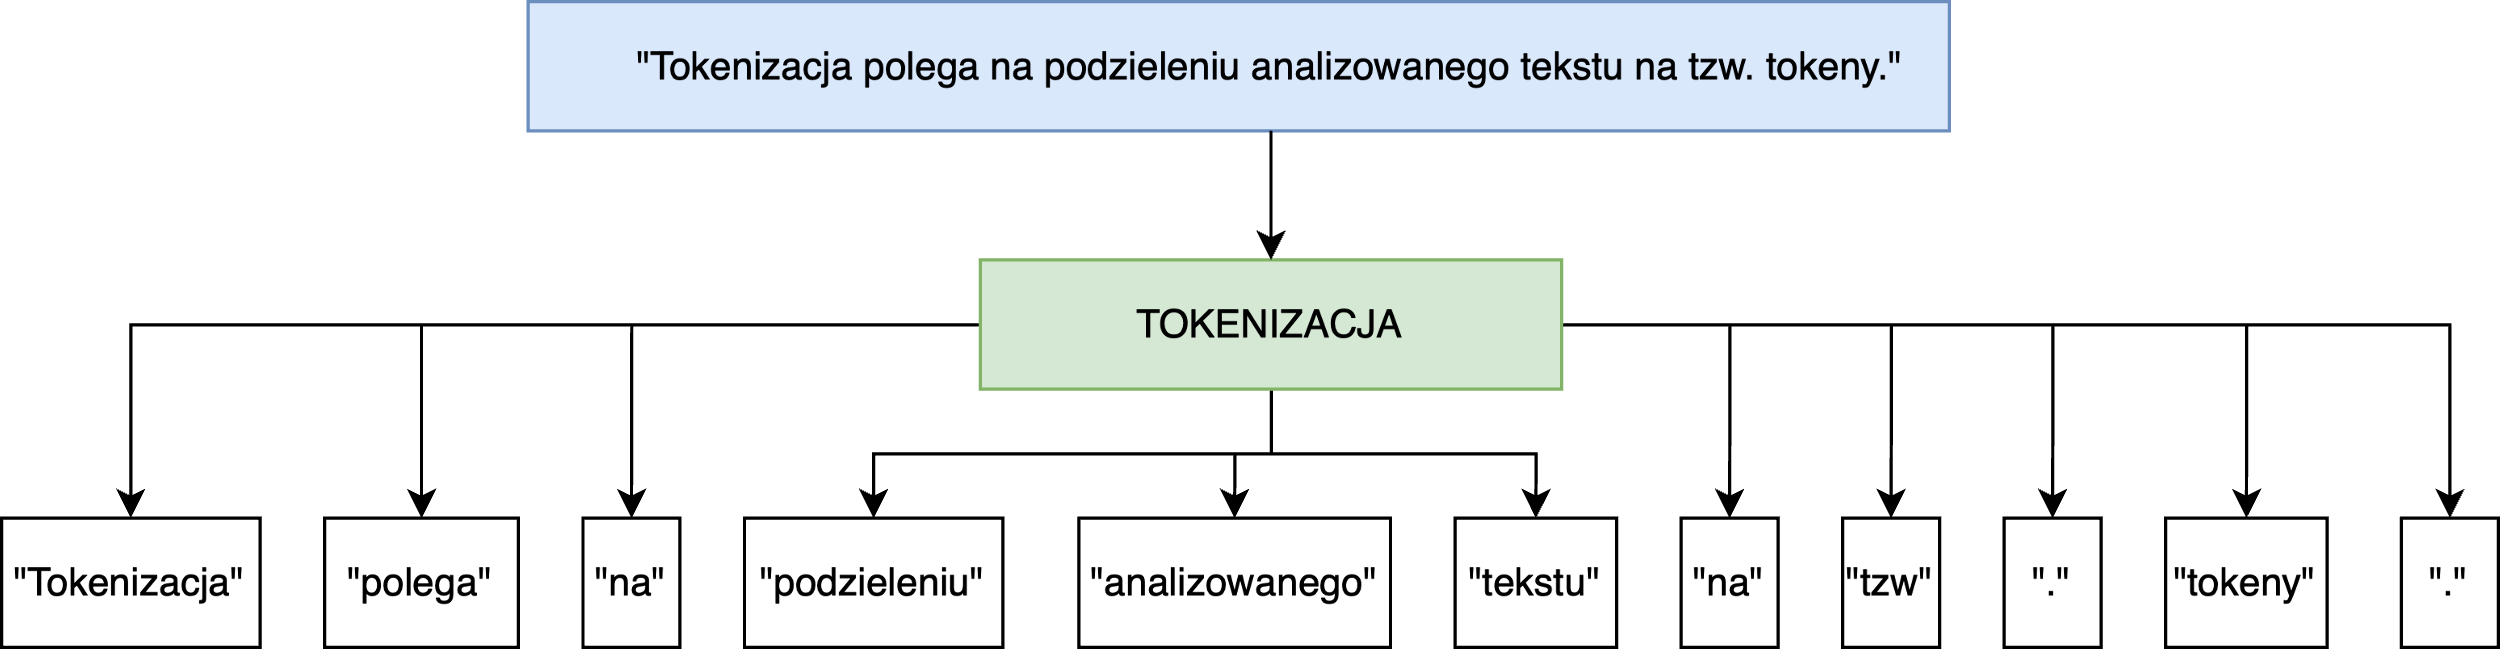 "Tokenizacja polega na podzieleniu analizowanego tekstu na tzw. tokeny."
TOKENIZACJA
"Tokenizacja"
"polega"
"na"
"podzieleniu"
"analizowanego"
"tekstu"
"na"
"tzw"
"."
"tokeny"
"."